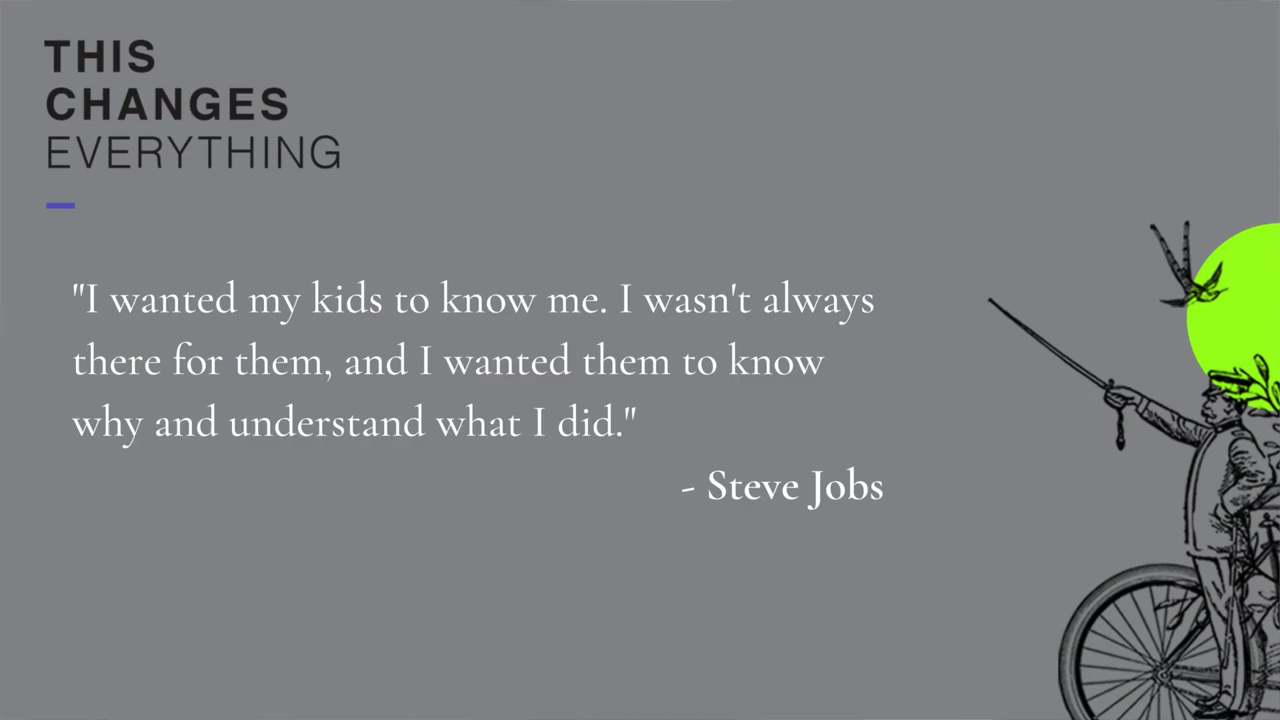 THIS
CHANGES
EVERYTHING
"I wanted my kids to know me. I wasn't always
there for them, and I wanted them to know
why and understand what I did."
- Steve Jobs